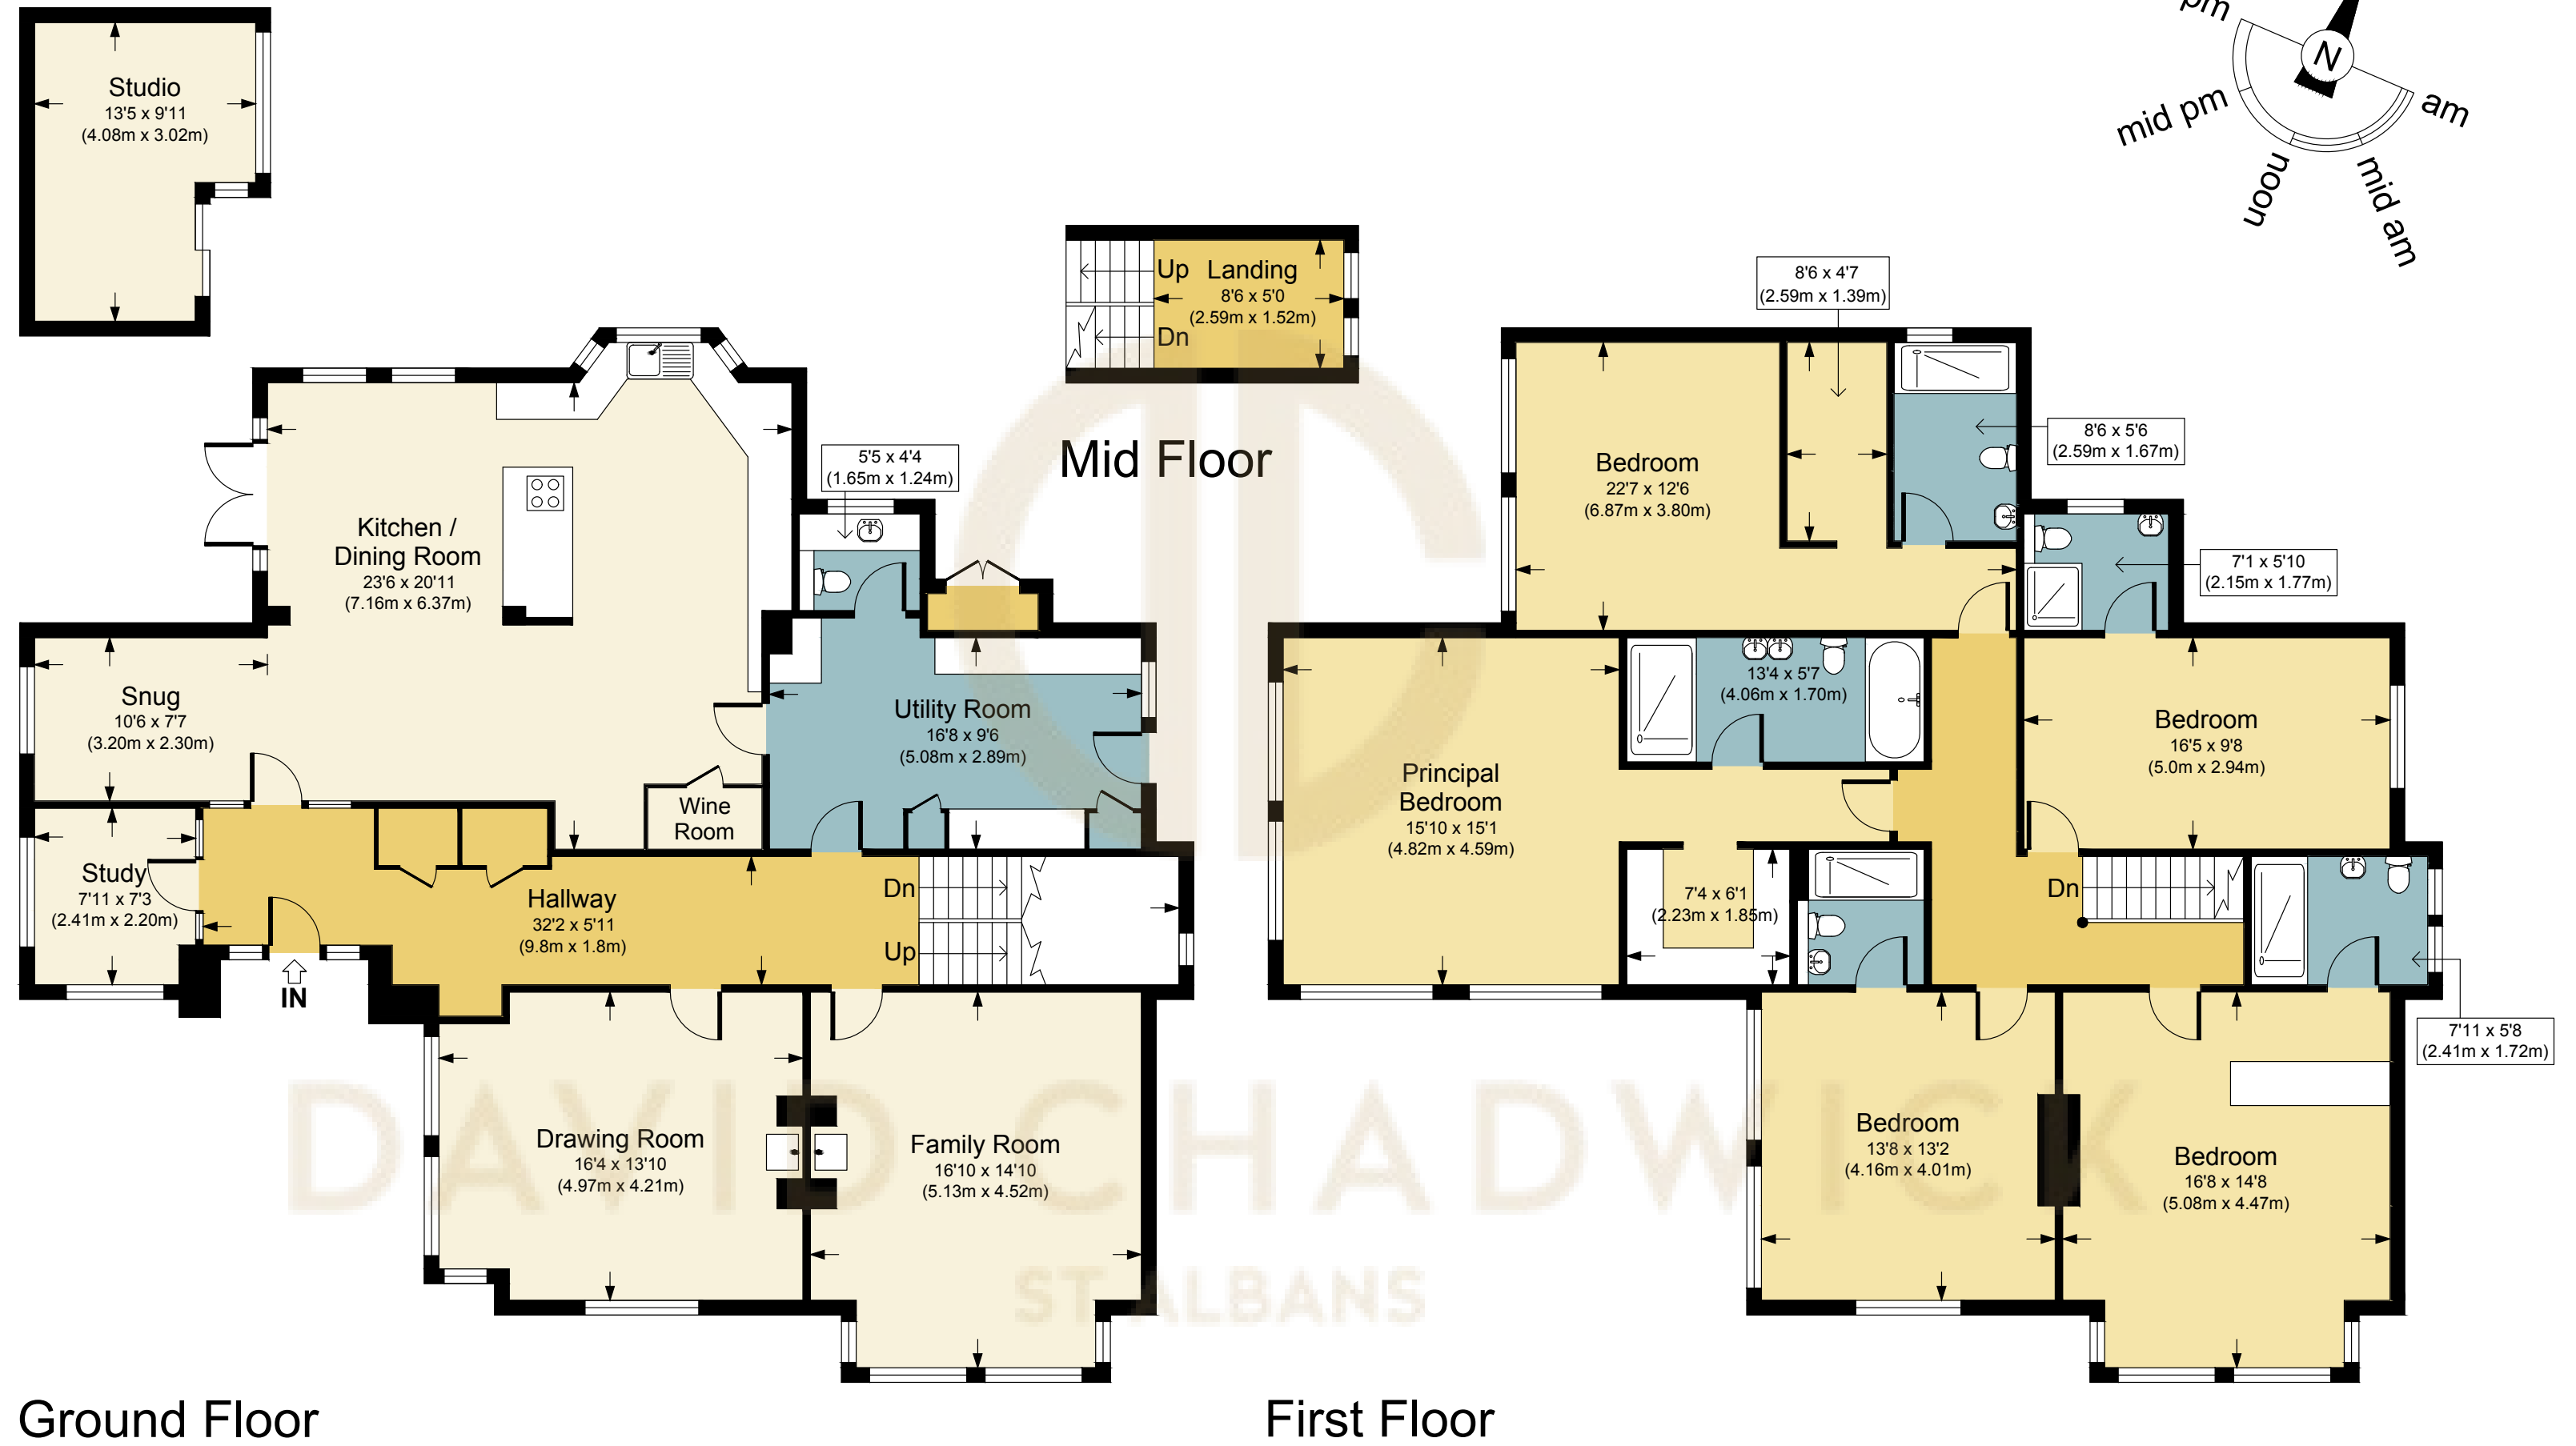 Studio
13'5 x 9'11
(4.08m x 3.02m)
pm
N
mid pm
am
noon
mid am
Up
Landing
8'6 x 5'0
(2.59m x 1.52m)
Dn
Mid Floor
Kitchen /
Dining Room
23'6 x 20'11
(7.16m x 6.37m)
5'5 x 4'4
(1.65m x 1.24m)
Snug
10'6 x 7'7
(3.20m x 2.30m)
Utility Room
16'8 x 9'6
(5.08m x 2.89m)
Wine
Room
Study
7'11 x 7'3
(2.41m x 2.20m)
Hallway
32'2 x 5'11
(9.8m x 1.8m)
Dn
Up
IN
Drawing Room
16'4 x 13'10
(4.97m x 4.21m)
Family Room
16'10 x 14'10
(5.13m x 4.52m)
Ground Floor
8'6 x 4'7
(2.59m x 1.39m)
Bedroom
22'7 x 12'6
(6.87m x 3.80m)
8'6 x 5'6
(2.59m x 1.67m)
7'1 x 5'10
(2.15m x 1.77m)
13'4 x 5'7
(4.06m x 1.70m)
Principal
Bedroom
15'10 x 15'1
(4.82m x 4.59m)
Bedroom
16'5 x 9'8
(5.0m x 2.94m)
7'4 x 6'1
(2.23m x 1.85m)
Dn
7'11 x 5'8
(2.41m x 1.72m)
Bedroom
13'8 x 13'2
(4.16m x 4.01m)
Bedroom
16'8 x 14'8
(5.08m x 4.47m)
First Floor
DAVID CHADWICK
ST ALBANS